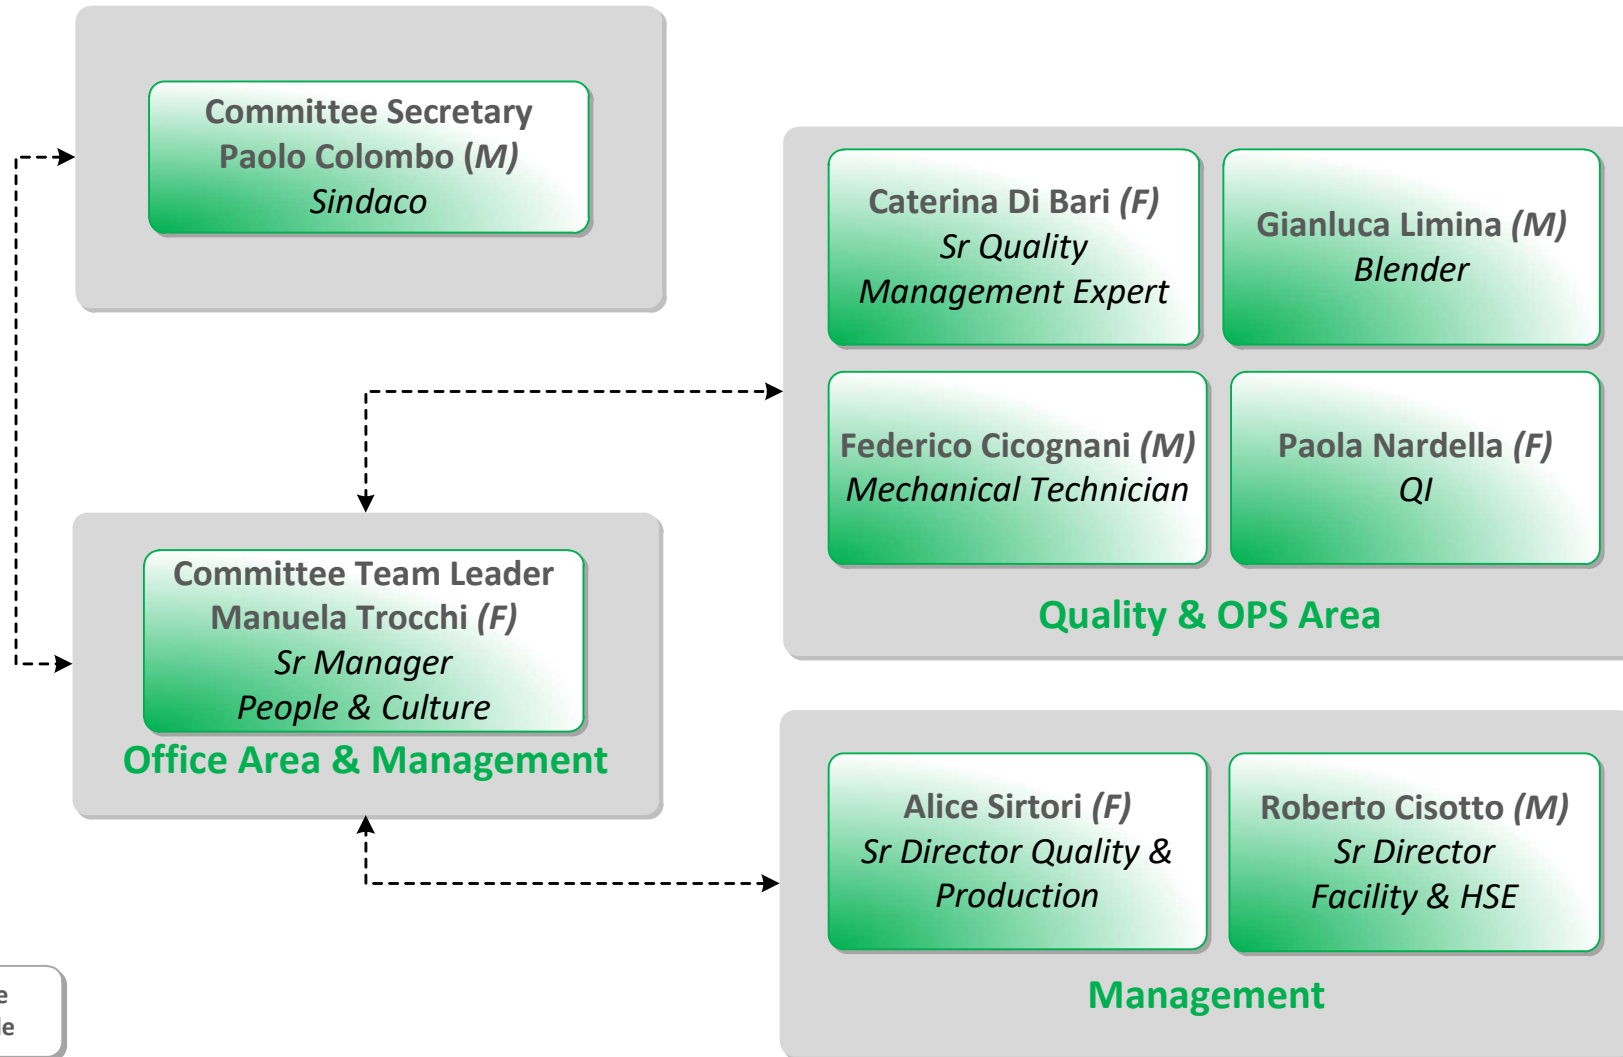 Committee Secretary
Paolo Colombo (M)
Sindaco
Caterina Di Bari (F)
Sr Quality
Management Expert
Gianluca Limina (M)
Blender
Federico Cicognani (M)
Mechanical Technician
Paola Nardella (F)
QI
Quality & OPS Area
Committee Team Leader
Manuela Trocchi (F)
Sr Manager
People & Culture
Office Area & Management
Alice Sirtori (F)
Sr Director Quality &
Production
Roberto Cisotto (M)
Sr Director
Facility & HSE
Management